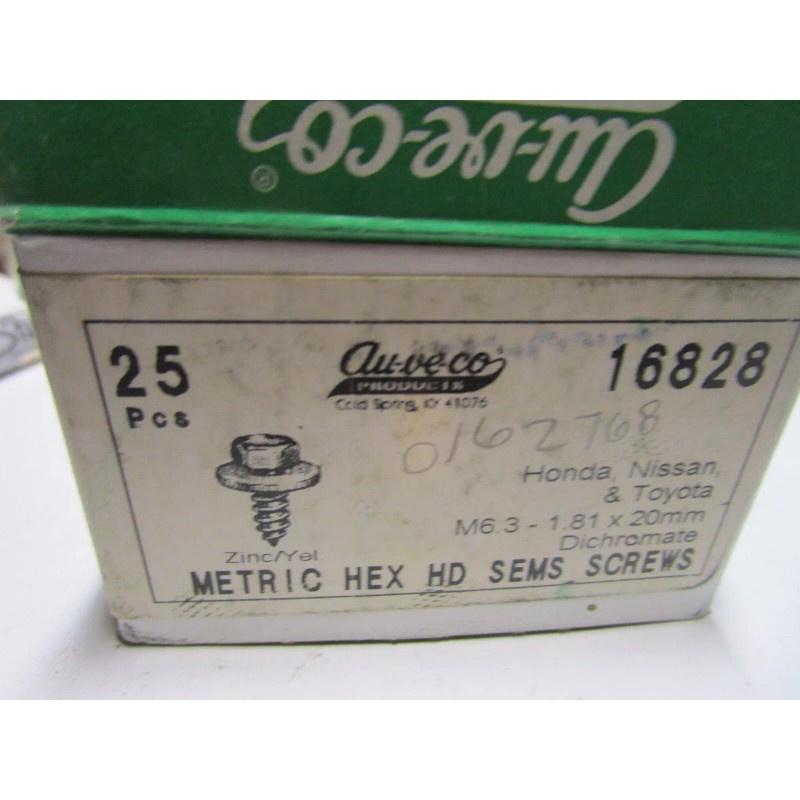 au-ve-co®
25
Pcs
au-ve-co
PRODUCTS
Cold Spring, KY 41076
16828
0162768
Honda, Nissan,
& Toyota
M6.3 - 1.81 x 20mm
Dichromate
Zinc/Yel.
METRIC HEX HD SEMS SCREWS